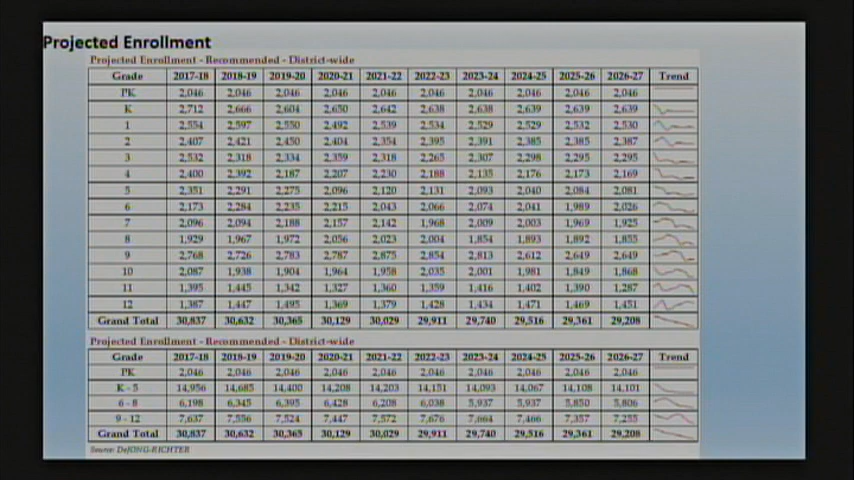 Projected Enrollment
Projected Enrollment - Recommended - District-wide
Grade 2017-18 2018-19 2019-20 2020-21 2021-22 2022-23 2023-24 2024-25 2025-26 2026-27 Trend
PK 2,046 2,046 2,046 2,046 2,046 2,046 2,046 2,046 2,046 2,046
K 2,712 2,666 2,604 2,650 2,642 2,638 2,638 2,639 2,639 2,639
1 2,554 2,597 2,550 2,492 2,539 2,534 2,529 2,529 2,532 2,530
2 2,407 2,421 2,450 2,404 2,354 2,395 2,391 2,385 2,385 2,387
3 2,532 2,318 2,334 2,359 2,318 2,265 2,307 2,298 2,295 2,295
4 2,400 2,392 2,187 2,207 2,230 2,188 2,135 2,176 2,173 2,169
5 2,351 2,291 2,275 2,096 2,120 2,131 2,093 2,040 2,084 2,081
6 2,173 2,284 2,235 2,215 2,043 2,066 2,074 2,041 1,989 2,026
7 2,096 2,094 2,188 2,157 2,142 1,968 2,009 2,003 1,969 1,925
8 1,929 1,967 1,972 2,056 2,023 2,004 1,854 1,893 1,892 1,855
9 2,768 2,726 2,783 2,787 2,875 2,854 2,813 2,612 2,649 2,649
10 2,087 1,938 1,904 1,964 1,958 2,035 2,001 1,981 1,849 1,868
11 1,395 1,445 1,342 1,327 1,360 1,359 1,416 1,402 1,390 1,287
12 1,387 1,447 1,495 1,369 1,379 1,428 1,434 1,471 1,469 1,451
Grand Total 30,837 30,632 30,365 30,129 30,029 29,911 29,740 29,516 29,361 29,208
Projected Enrollment - Recommended - District-wide
Grade 2017-18 2018-19 2019-20 2020-21 2021-22 2022-23 2023-24 2024-25 2025-26 2026-27 Trend
PK 2,046 2,046 2,046 2,046 2,046 2,046 2,046 2,046 2,046 2,046
K - 5 14,956 14,685 14,400 14,208 14,203 14,151 14,093 14,067 14,108 14,101
6 - 8 6,198 6,345 6,395 6,428 6,208 6,038 5,937 5,937 5,850 5,806
9 - 12 7,637 7,556 7,524 7,447 7,572 7,676 7,664 7,466 7,357 7,255
Grand Total 30,837 30,632 30,365 30,129 30,029 29,911 29,740 29,516 29,361 29,208
Source: DeJONG-RICHTER